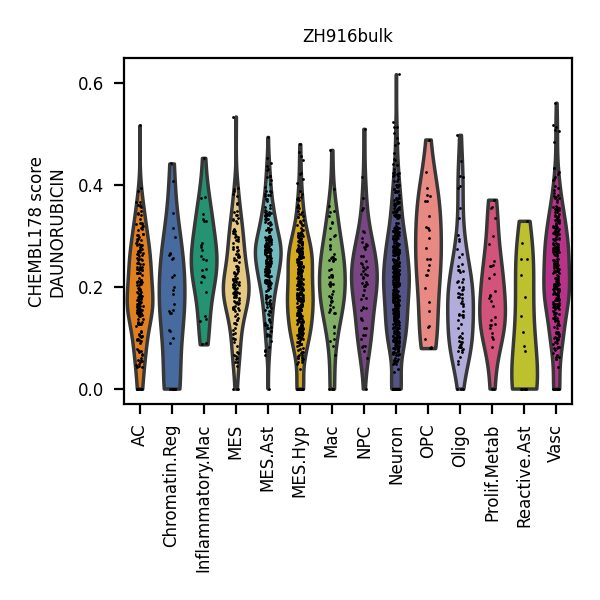 ZH916bulk
CHEMBL178 score
DAUNORUBICIN
0.6
0.4
0.2
0.0
AC
Chromatin.Reg
Inflammatory.Mac
MES
MES.Ast
MES.Hyp
Mac
NPC
Neuron
OPC
Oligo
Prolif.Metab
Reactive.Ast
Vasc